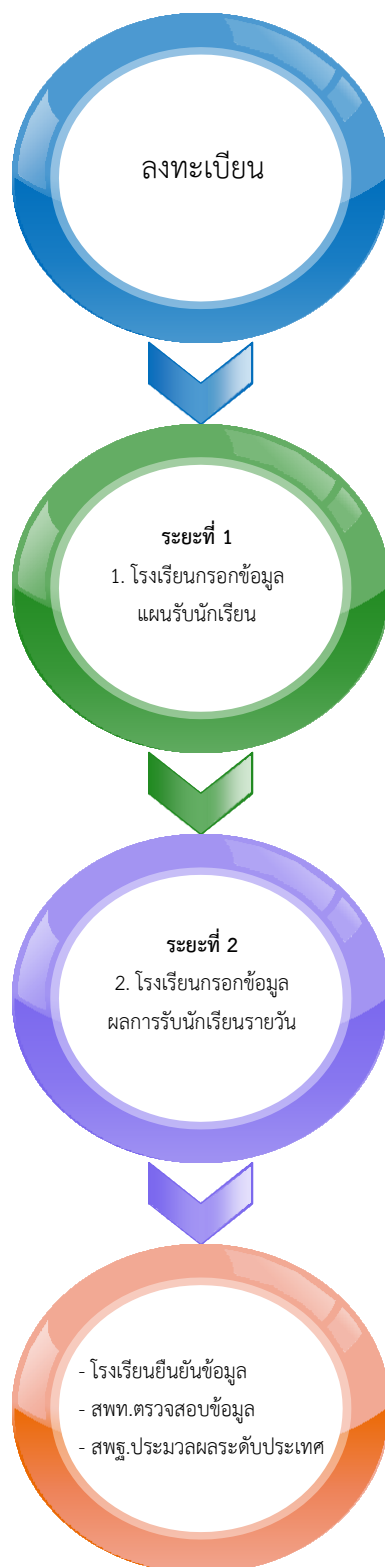 ลงทะเบียน
ระยะที่ 1
1. โรงเรียนกรอกข้อมูล
แผนรับนักเรียน
ระยะที่ 2
2. โรงเรียนกรอกข้อมูล
ผลการรับนักเรียนรายวัน
- โรงเรียนยืนยันข้อมูล
- สพท.ตรวจสอบข้อมูล
- สพฐ.ประมวลผลระดับประเทศ